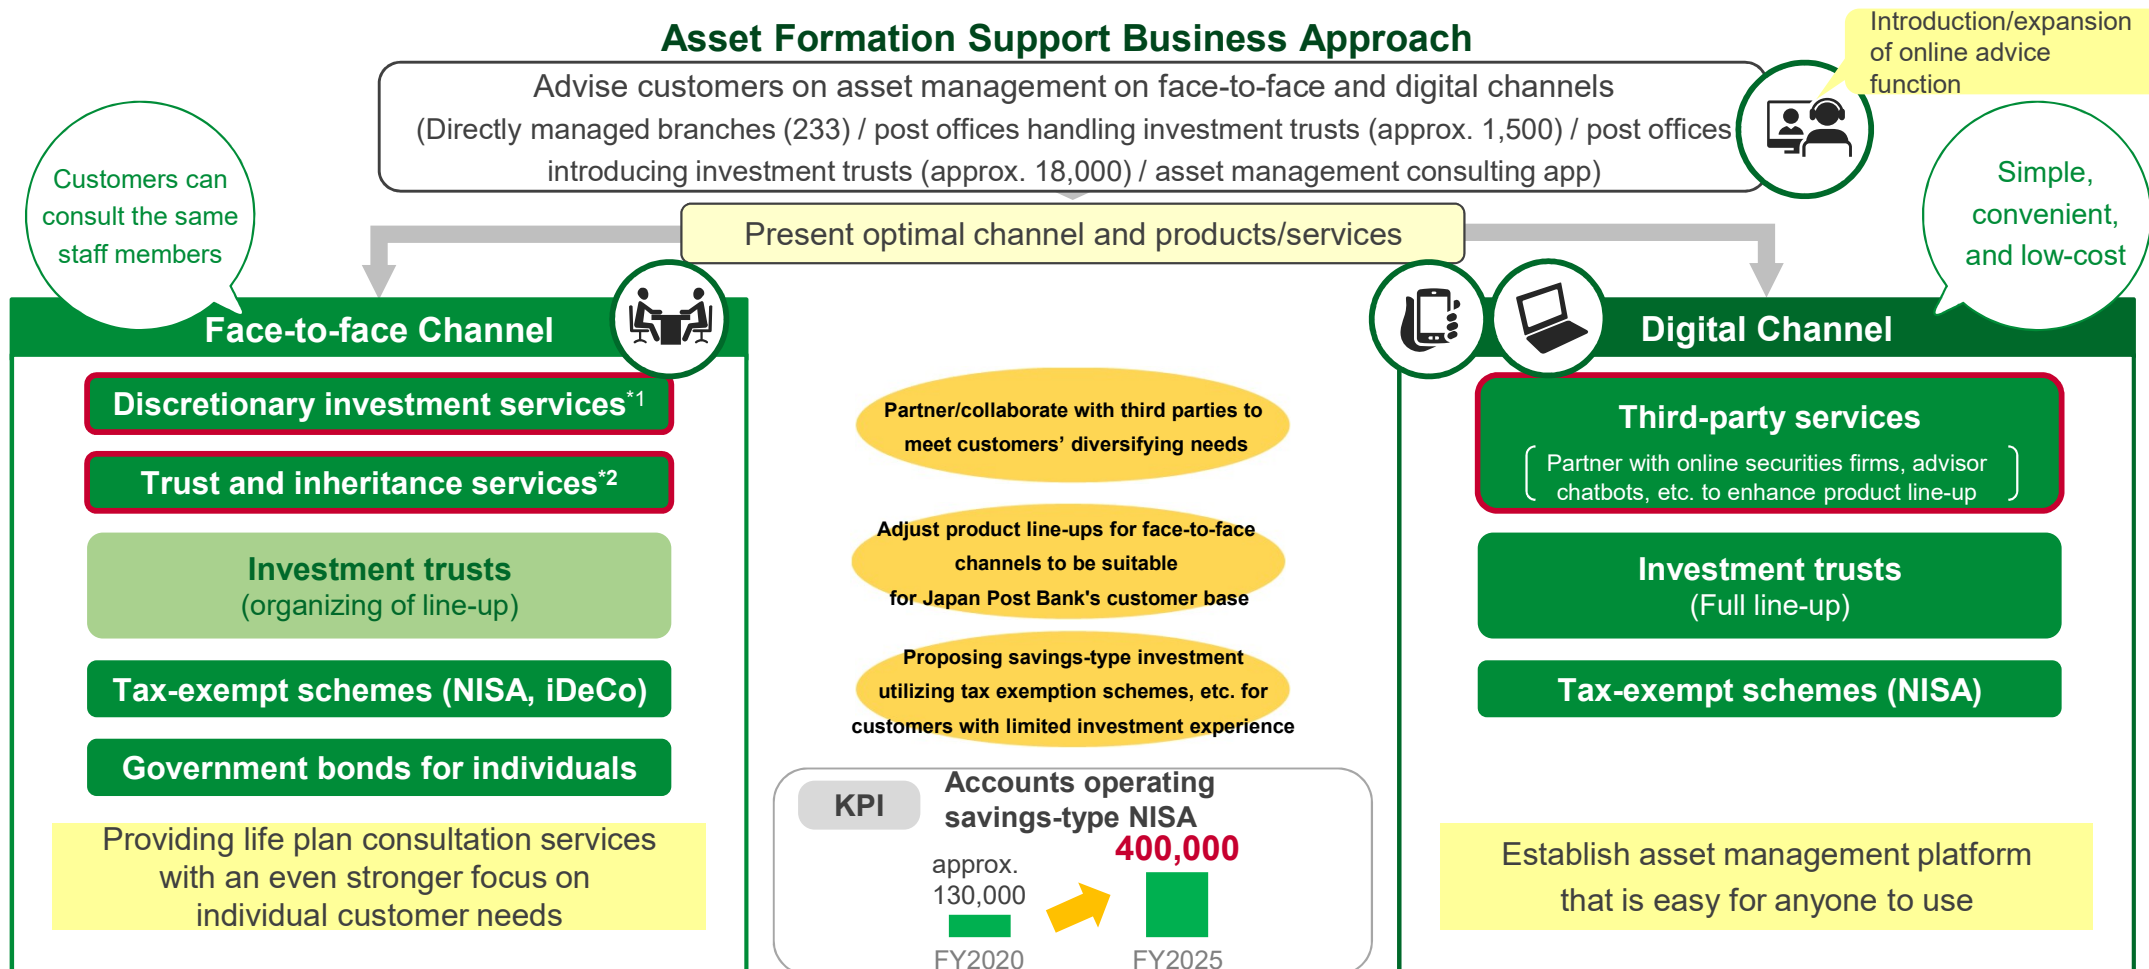 Asset Formation Support Business Approach
Introduction/expansion
of online advice
function
Advise customers on asset management on face-to-face and digital channels
(Directly managed branches (233) / post offices handling investment trusts (approx. 1,500) / post offices
introducing investment trusts (approx. 18,000) / asset management consulting app)
Customers can
consult the same
staff members
Simple,
convenient,
and low-cost
Present optimal channel and products/services
Face-to-face Channel
Discretionary investment services*1
Trust and inheritance services*2
Investment trusts
(organizing of line-up)
Tax-exempt schemes (NISA, iDeCo)
Government bonds for individuals
Providing life plan consultation services
with an even stronger focus on
individual customer needs
Partner/collaborate with third parties to
meet customers' diversifying needs
Adjust product line-ups for face-to-face
channels to be suitable
for Japan Post Bank's customer base
Proposing savings-type investment
utilizing tax exemption schemes, etc. for
customers with limited investment experience
KPI
Accounts operating
savings-type NISA
approx.
130,000
400,000
FY2020
FY2025
Digital Channel
Third-party services
Partner with online securities firms, advisor
chatbots, etc. to enhance product line-up
Investment trusts
(Full line-up)
Tax-exempt schemes (NISA)
Establish asset management platform
that is easy for anyone to use